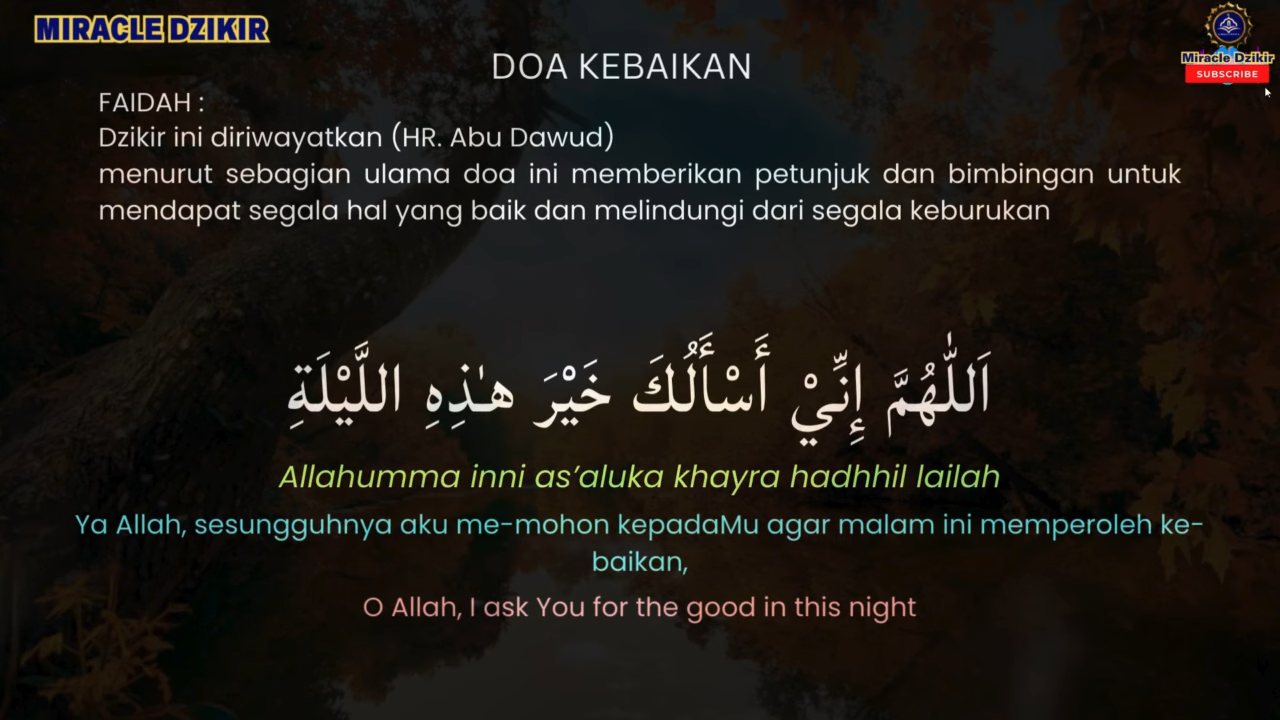 MIRACLE DZIKIR
Miracle Dzikir
SUBSCRIBE
DOA KEBAIKAN
FAIDAH :
Dzikir ini diriwayatkan (HR. Abu Dawud)
menurut sebagian ulama doa ini memberikan petunjuk dan bimbingan untuk
mendapat segala hal yang baik dan melindungi dari segala keburukan
اَللّٰهُمَّ إِنِّيْ أَسْأَلُكَ خَيْرَ هٰذِهِ اللَّيْلَةِ
Allahumma inni as’aluka khayra hadhhil lailah
Ya Allah, sesungguhnya aku me-mohon kepadaMu agar malam ini memperoleh ke-
baikan,
O Allah, I ask You for the good in this night